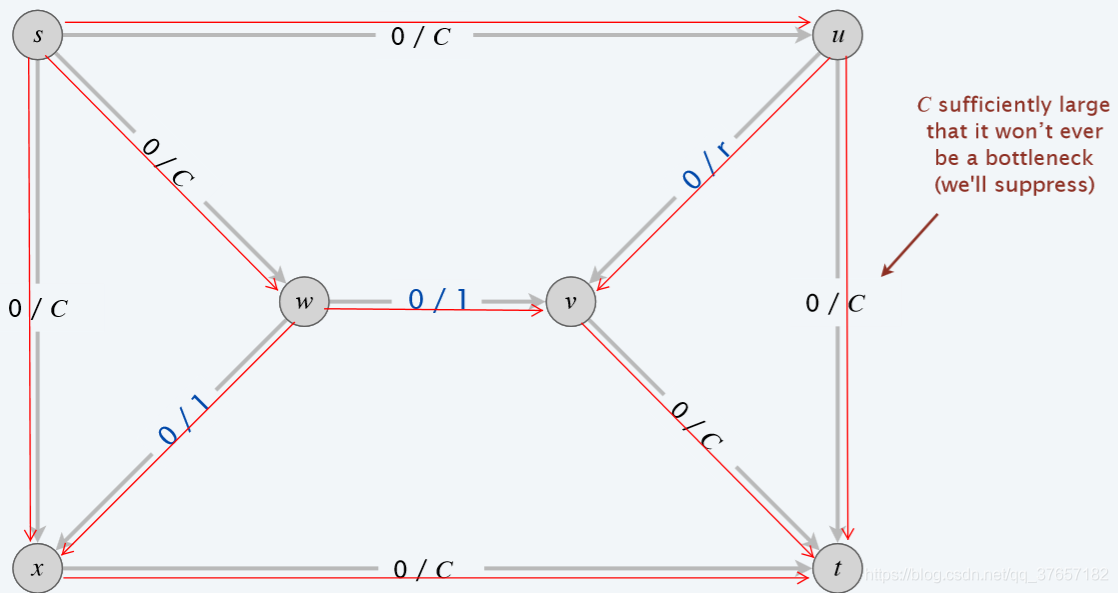 s
0 / C
u
C sufficiently large
that it won't ever
be a bottleneck
(we'll suppress)
0 / C
0 / r
0 / C
w
0 / 1
v
0 / C
0 / 1
0 / C
x
0 / C
t
https://blog.csdn.net/qq_37657182